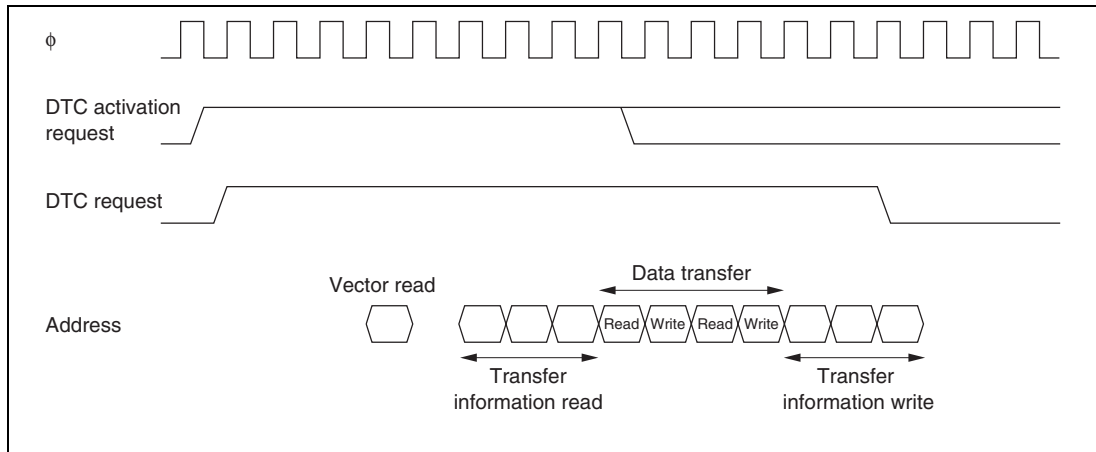 ϕ
DTC activation
request
DTC request
Vector read
Data transfer
Address
Read Write Read Write
Transfer
information read
Transfer
information write